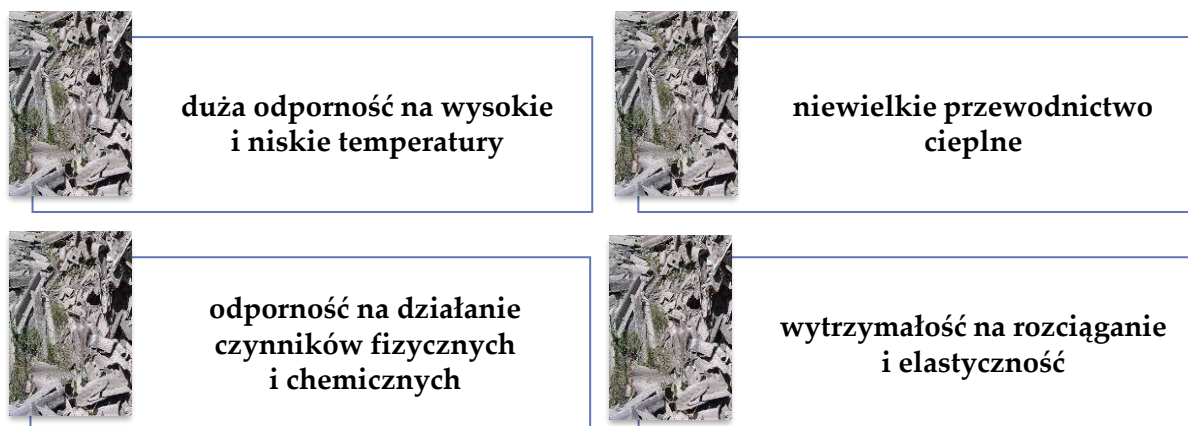 duża odporność na wysokie
i niskie temperatury
niewielkie przewodnictwo
cieplne
odporność na działanie
czynników fizycznych
i chemicznych
wytrzymałość na rozciąganie
i elastyczność